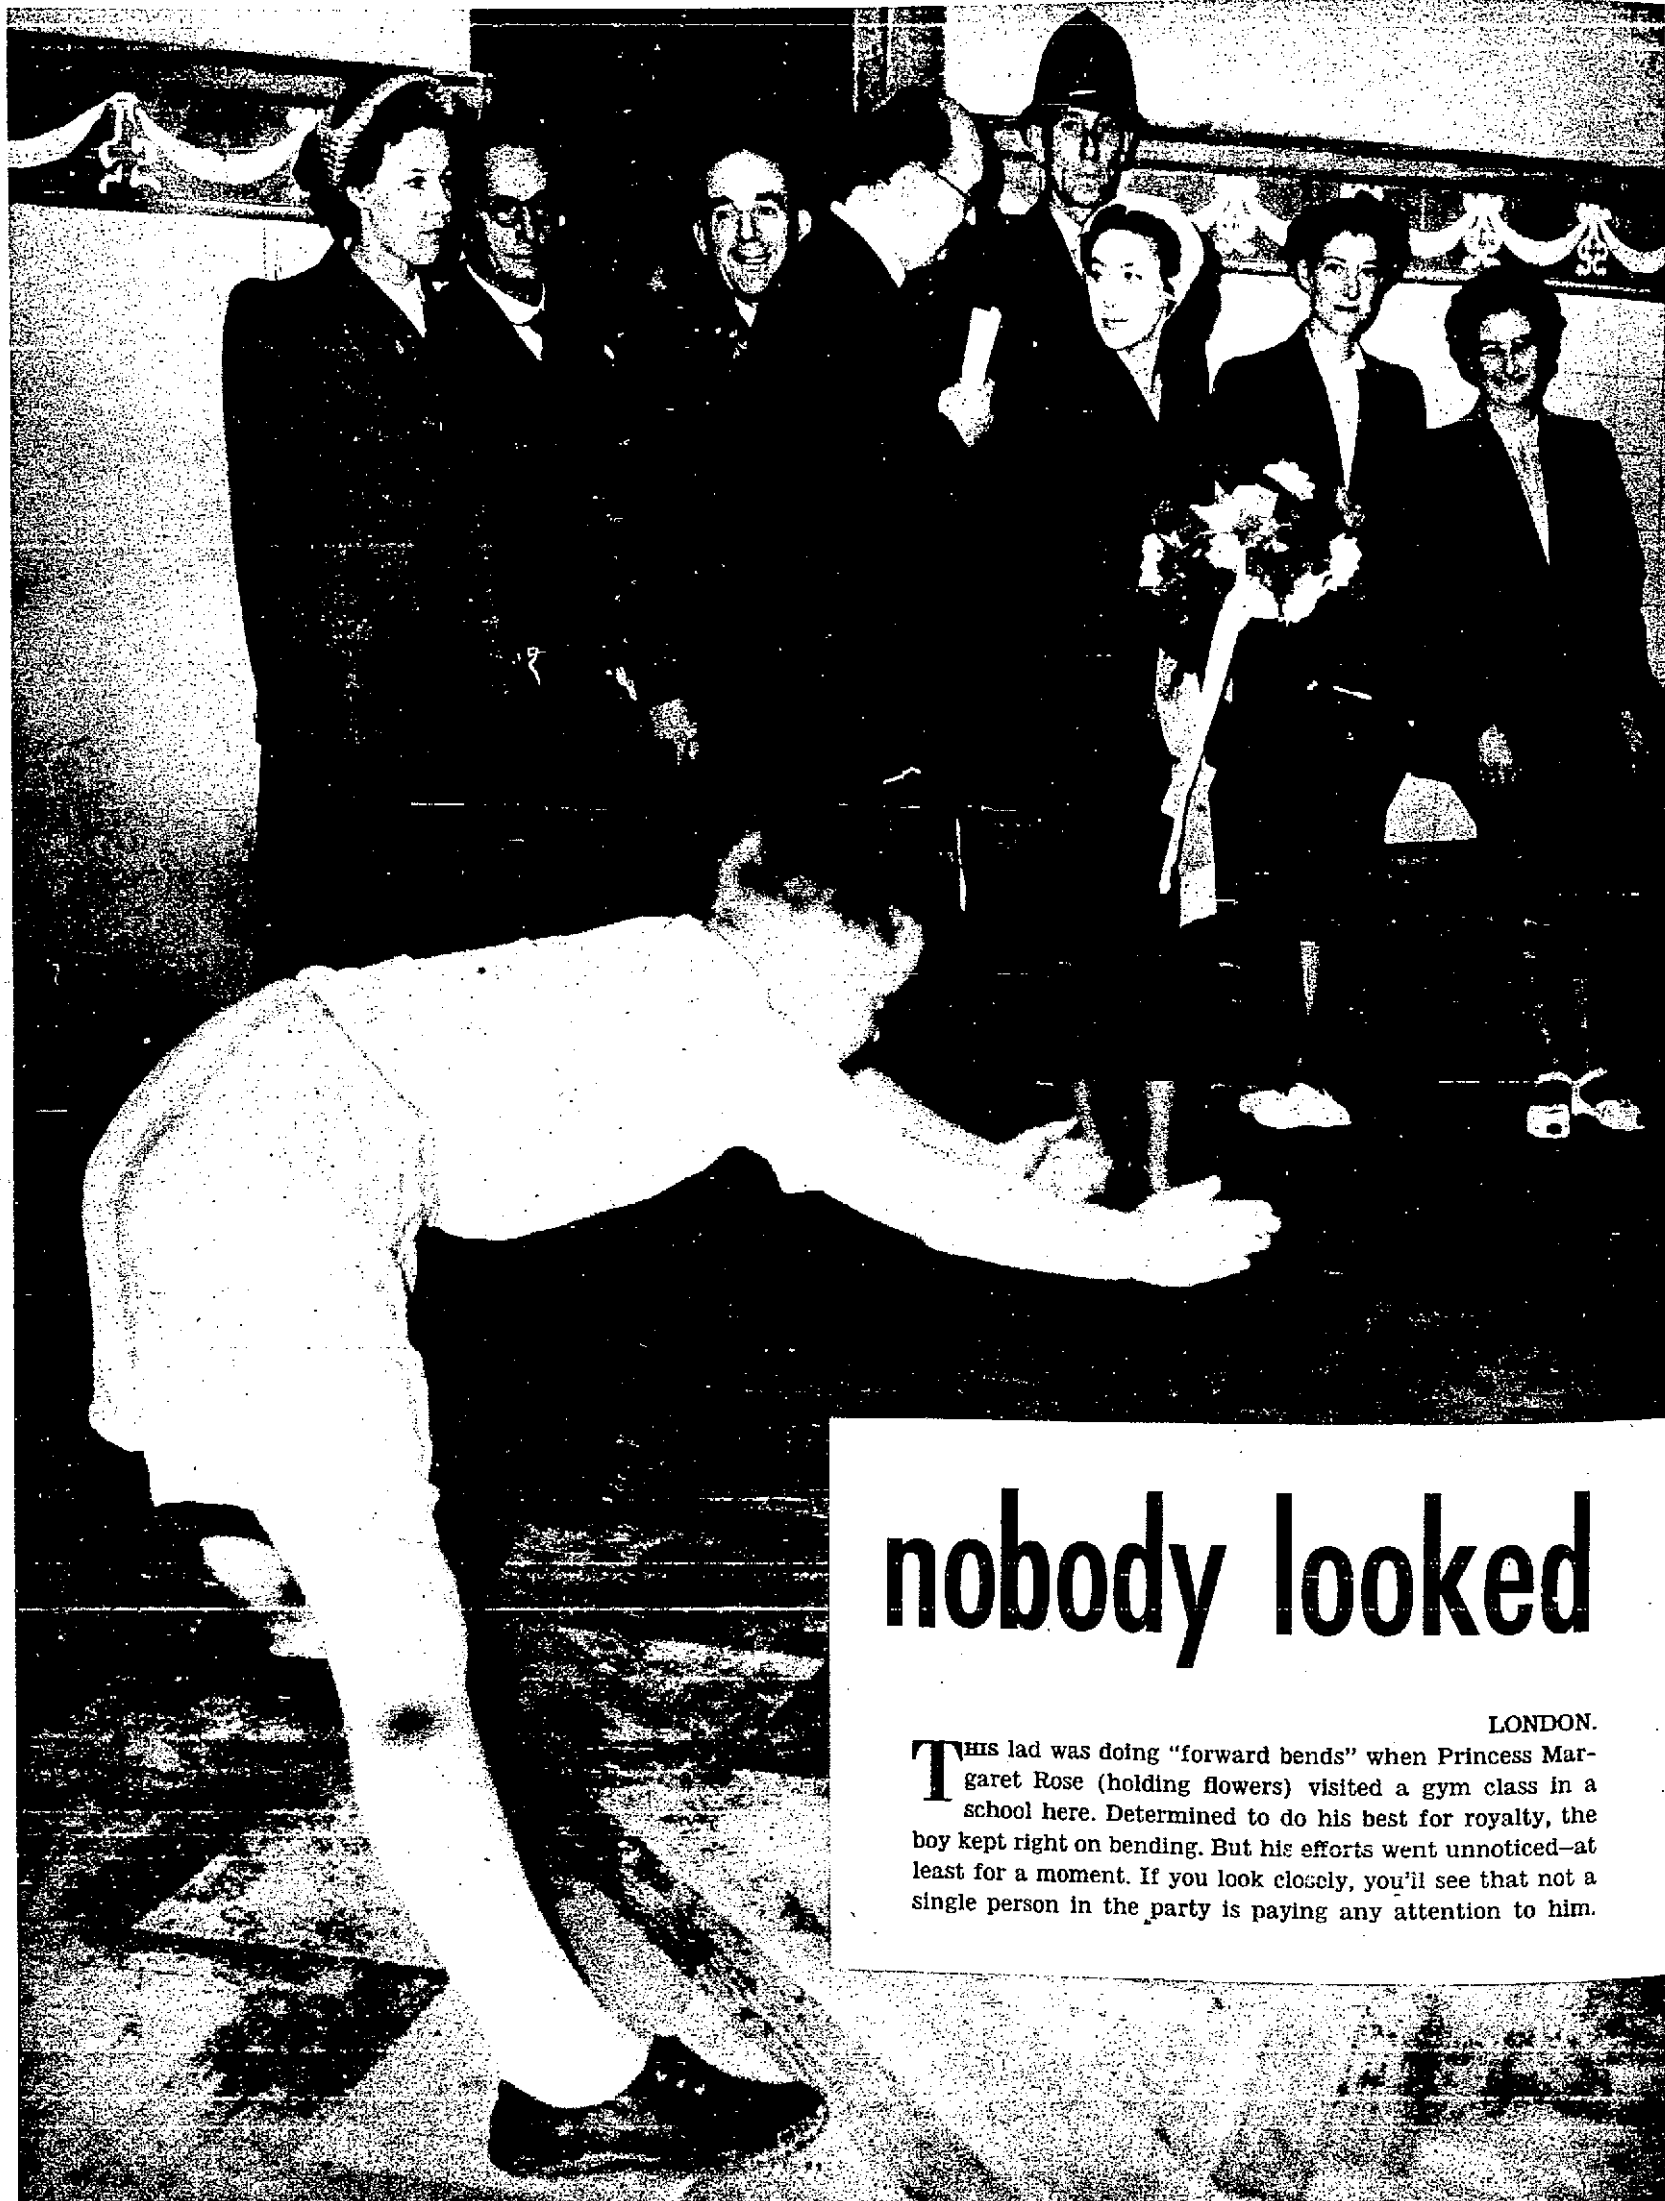 nobody looked
LONDON.
THIS lad was doing "forward bends" when Princess Mar-
garet Rose (holding flowers) visited a gym class in a
school here. Determined to do his best for royalty, the
boy kept right on bending. But his efforts went unnoticed—at
least for a moment. If you look closely, you'll see that not a
single person in the party is paying any attention to him.